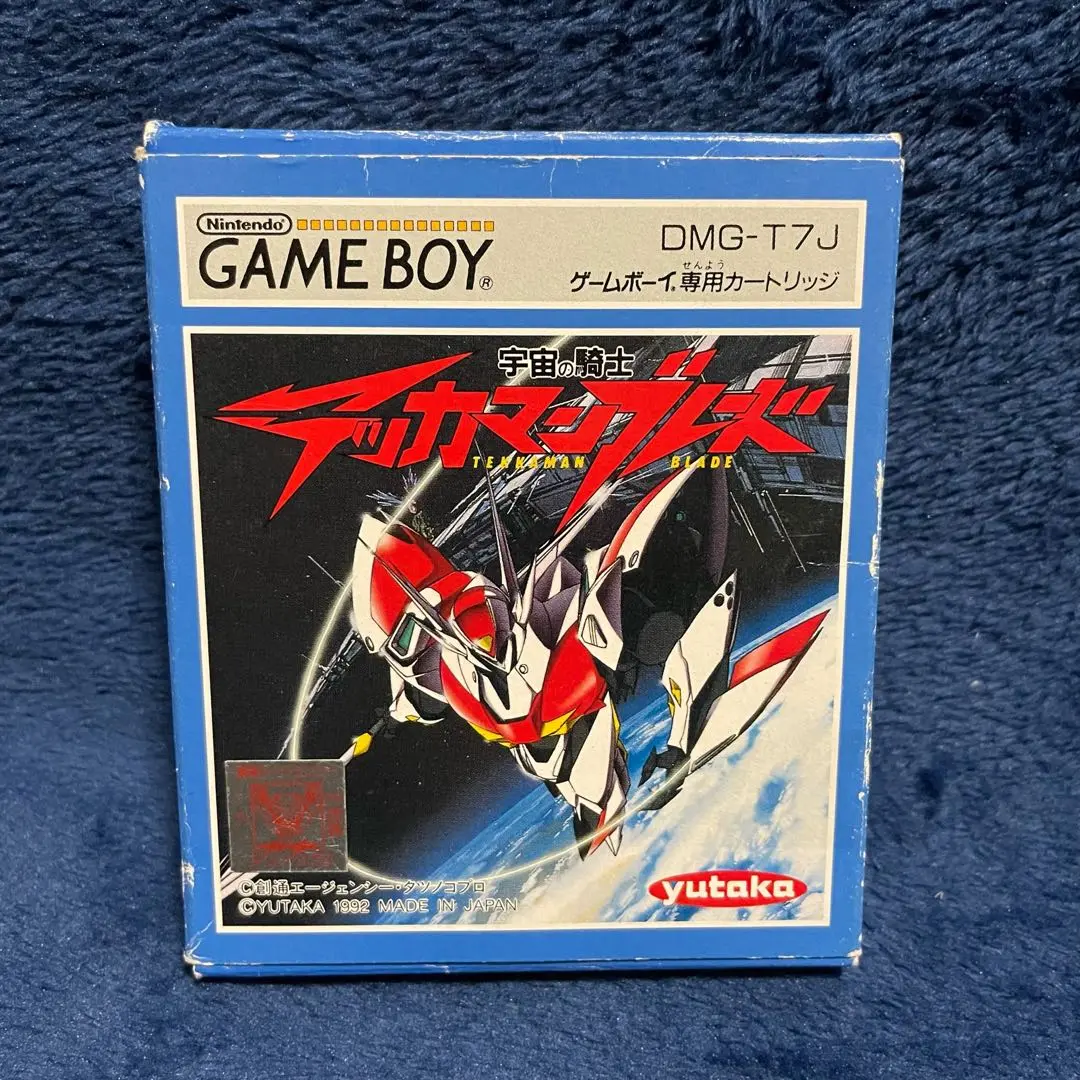 Nintendo
GAME BOY®
DMG-T7J
せんよう
ゲームボーイ®専用カートリッジ
宇宙の騎士
テッカマンブレード
TEKKAMAN BLADE
©創通エージェンシー・タツノコプロ
©YUTAKA 1992 MADE IN JAPAN
yutaka